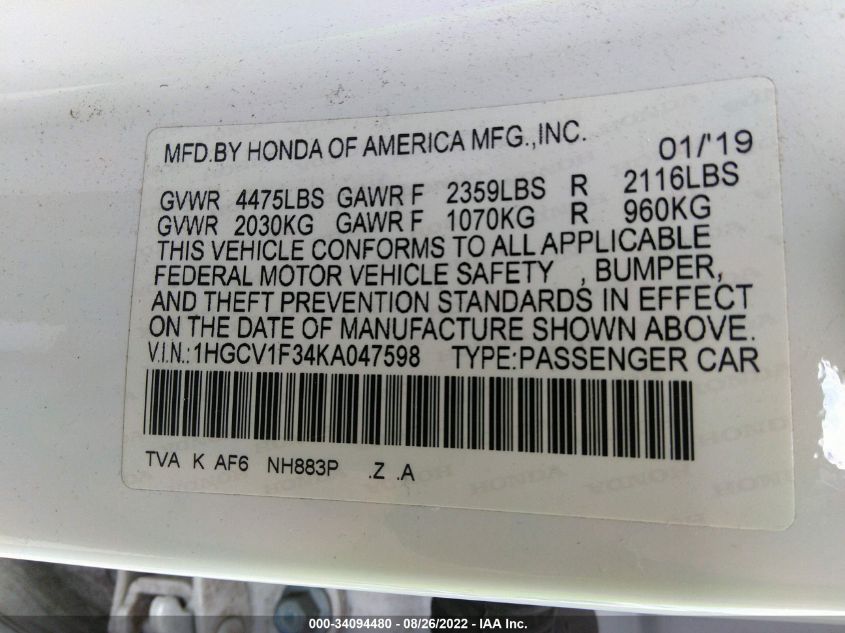 MFD.BY HONDA OF AMERICA MFG.,INC. 01/'19
GVWR 4475LBS GAWR F 2359LBS R 2116LBS
GVWR 2030KG GAWR F 1070KG R 960KG
THIS VEHICLE CONFORMS TO ALL APPLICABLE
FEDERAL MOTOR VEHICLE SAFETY , BUMPER,
AND THEFT PREVENTION STANDARDS IN EFFECT
ON THE DATE OF MANUFACTURE SHOWN ABOVE.
V.I.N.:1HGCV1F34KA047598 TYPE:PASSENGER CAR
TVA K AF6 NH883P .Z .A
HONDA HONDA HONDA
000-34094480 - 08/26/2022 - IAA Inc.